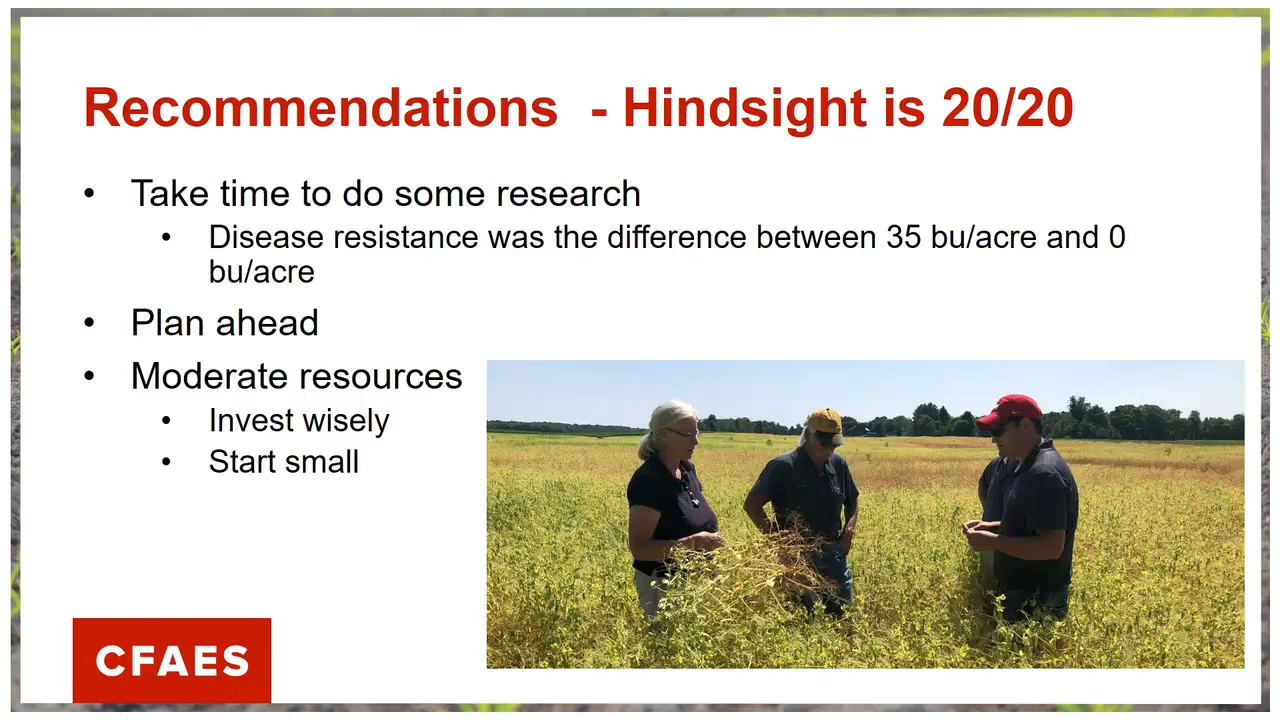 Recommendations - Hindsight is 20/20
• Take time to do some research
• Disease resistance was the difference between 35 bu/acre and 0
bu/acre
• Plan ahead
• Moderate resources
• Invest wisely
• Start small
CFAES